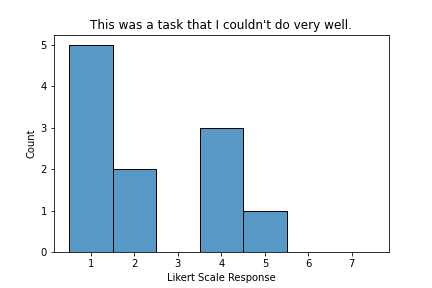 This was a task that I couldn't do very well.
5
4
3
2
1
0
Count
1 2 3 4 5 6 7
Likert Scale Response